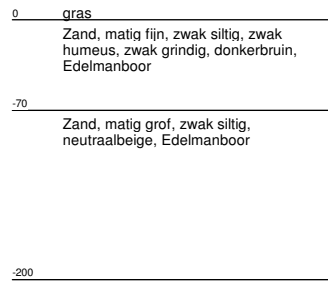 0 gras
Zand, matig fijn, zwak siltig, zwak
humeus, zwak grindig, donkerbruin,
Edelmanboor
-70
Zand, matig grof, zwak siltig,
neutraalbeige, Edelmanboor
-200